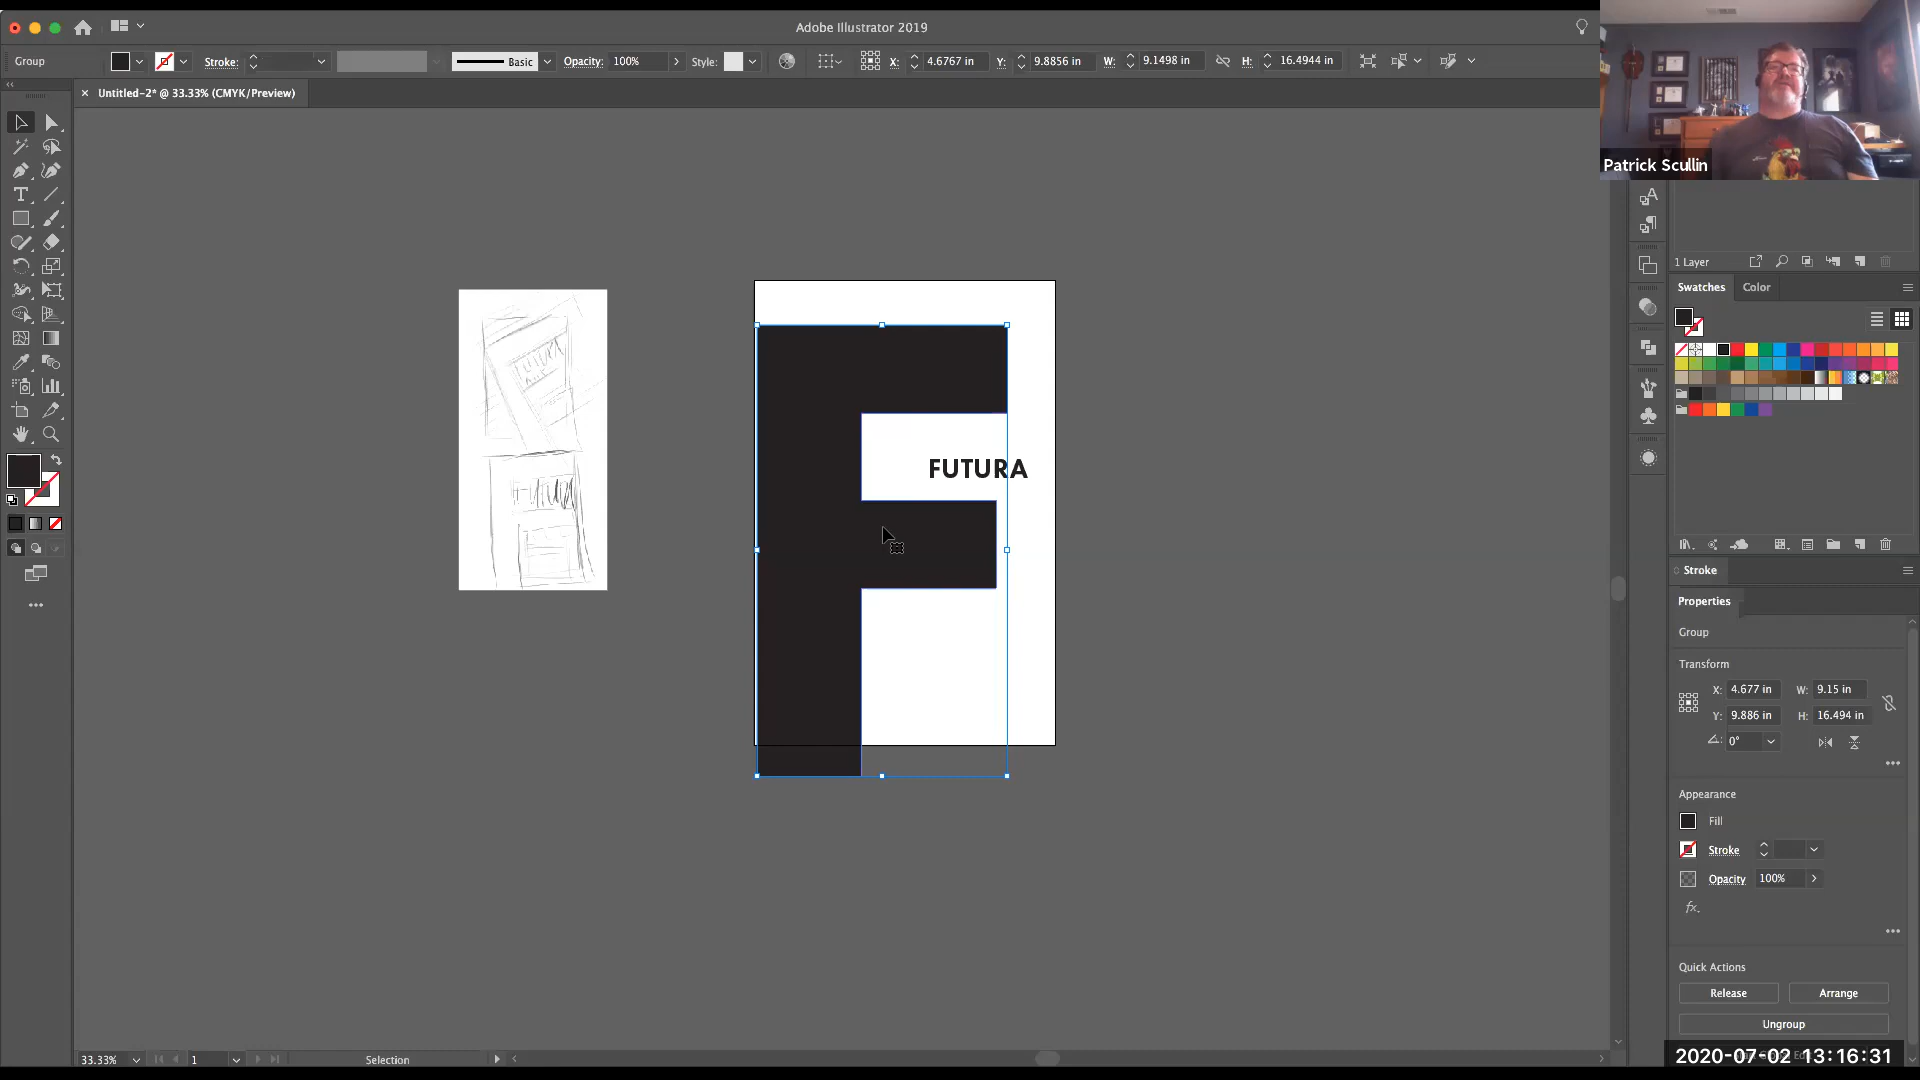 Adobe Illustrator 2019
Group
Stroke:
Basic
Opacity: 100%
Style:
X: 4.6767 in
Y: 9.8856 in
W: 9.1498 in
H: 16.4944 in
Untitled-2* @ 33.33% (CMYK/Preview)
Patrick Scullin
FUTURA
FUTURA
FUTURA
1 Layer
Swatches
Color
Stroke
Properties
Group
Transform
X: 4.677 in
W: 9.15 in
Y: 9.886 in
H: 16.494 in
0°
Appearance
Fill
Stroke
Opacity 100%
fx.
Quick Actions
Release
Arrange
Ungroup
33.33%
1
Selection
2020-07-02 13:16:31